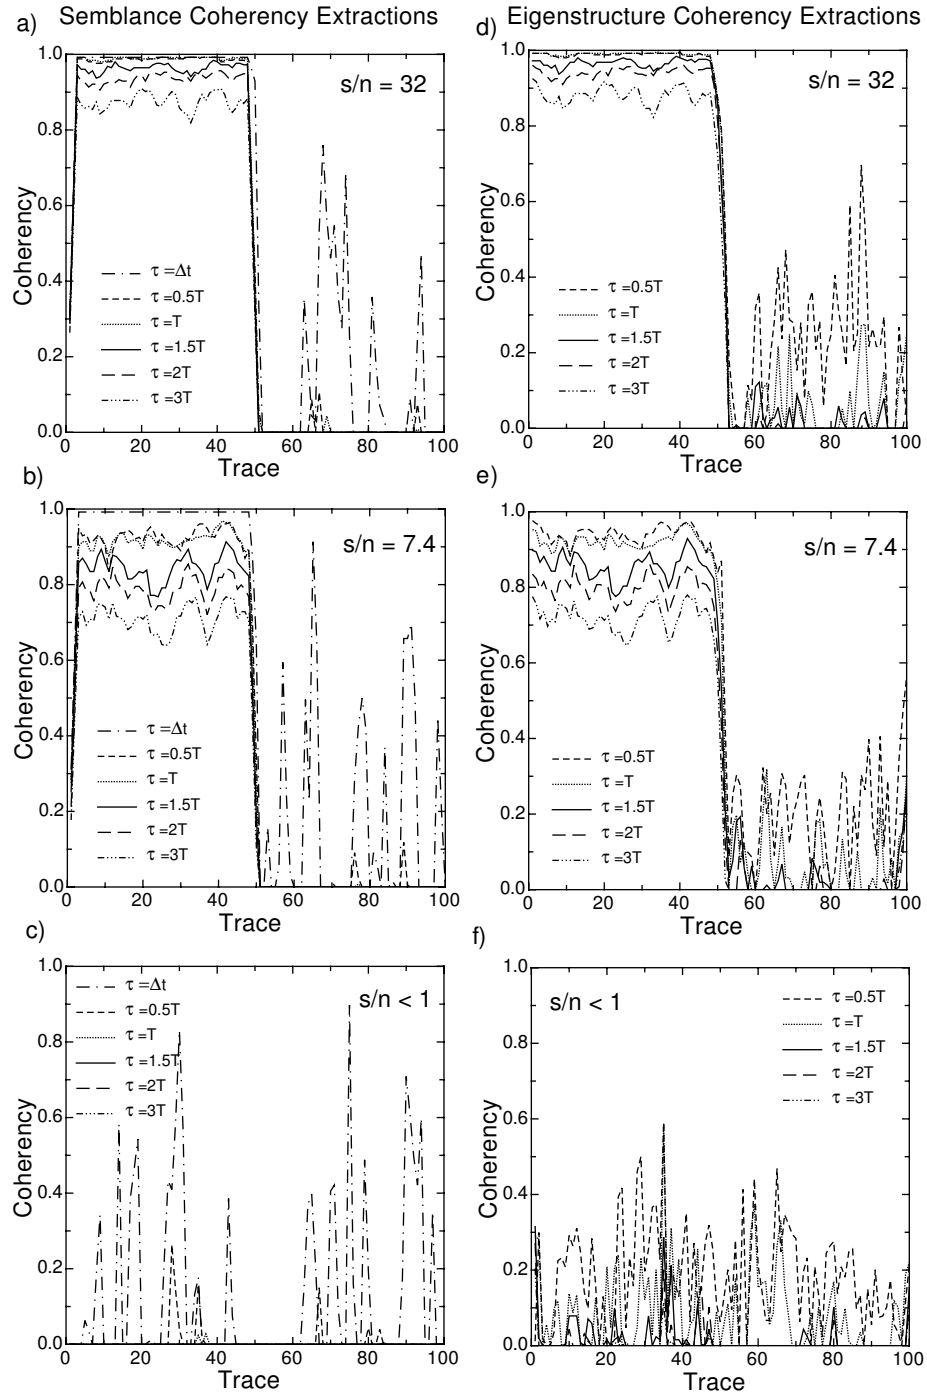 Semblance Coherency Extractions
Eigenstructure Coherency Extractions
a)
s/n = 32
Coherency
1.0
0.8
0.6
0.4
0.2
0.0
τ =Δt
τ =0.5T
τ =T
τ =1.5T
τ =2T
τ =3T
0 20 40 60 80 100
Trace
d)
s/n = 32
Coherency
1.0
0.8
0.6
0.4
0.2
0.0
τ =0.5T
τ =T
τ =1.5T
τ =2T
τ =3T
0 20 40 60 80 100
Trace
b)
s/n = 7.4
Coherency
1.0
0.8
0.6
0.4
0.2
0.0
τ =Δt
τ =0.5T
τ =T
τ =1.5T
τ =2T
τ =3T
0 20 40 60 80 100
Trace
e)
s/n = 7.4
Coherency
1.0
0.8
0.6
0.4
0.2
0.0
τ =0.5T
τ =T
τ =1.5T
τ =2T
τ =3T
0 20 40 60 80 100
Trace
c)
s/n < 1
Coherency
1.0
0.8
0.6
0.4
0.2
0.0
τ =Δt
τ =0.5T
τ =T
τ =1.5T
τ =2T
τ =3T
0 20 40 60 80 100
Trace
f)
s/n < 1
Coherency
1.0
0.8
0.6
0.4
0.2
0.0
τ =0.5T
τ =T
τ =1.5T
τ =2T
τ =3T
0 20 40 60 80 100
Trace